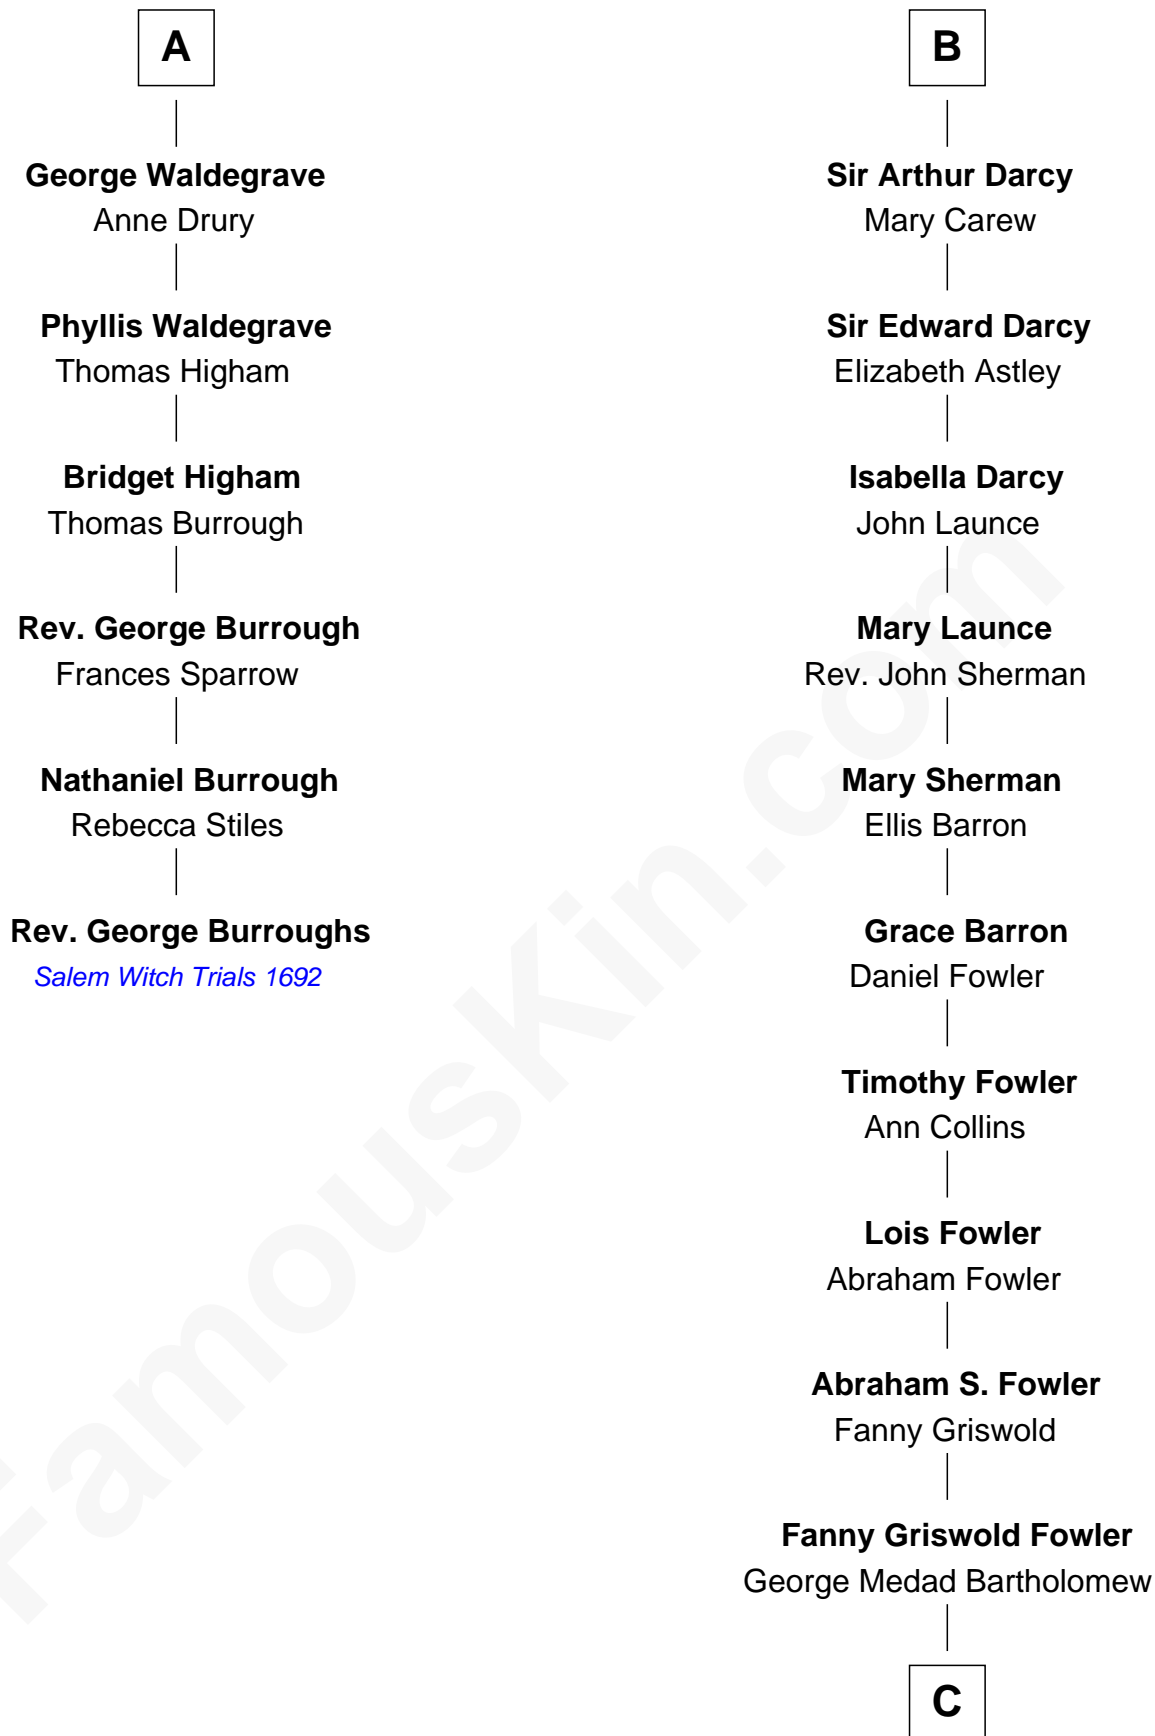 A
George Waldegrave
Anne Drury
Phyllis Waldegrave
Thomas Higham
Bridget Higham
Thomas Burrough
Rev. George Burrough
Frances Sparrow
Nathaniel Burrough
Rebecca Stiles
Rev. George Burroughs
Salem Witch Trials 1692
B
Sir Arthur Darcy
Mary Carew
Sir Edward Darcy
Elizabeth Astley
Isabella Darcy
John Launce
Mary Launce
Rev. John Sherman
Mary Sherman
Ellis Barron
Grace Barron
Daniel Fowler
Timothy Fowler
Ann Collins
Lois Fowler
Abraham Fowler
Abraham S. Fowler
Fanny Griswold
Fanny Griswold Fowler
George Medad Bartholomew
C
FamousKin.com